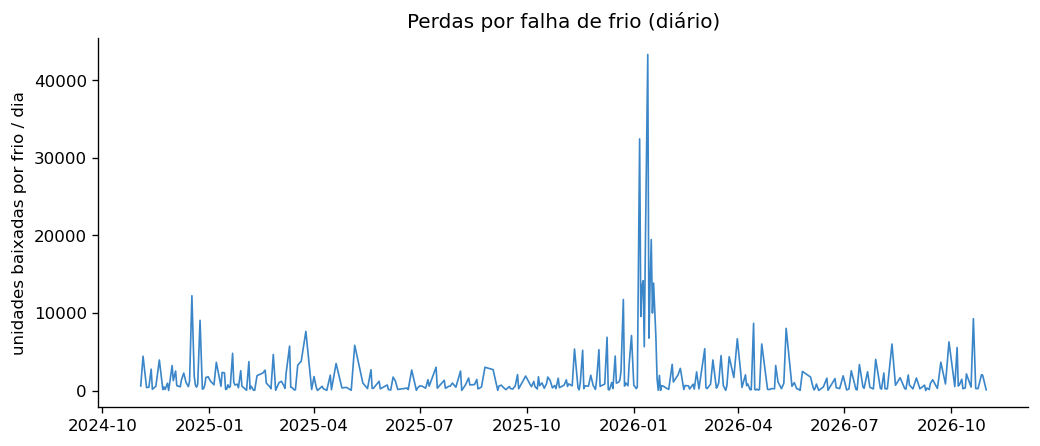 Perdas por falha de frio (diário)
unidades baixadas por frio / dia
40000
30000
20000
10000
0
2024-10 2025-01 2025-04 2025-07 2025-10 2026-01 2026-04 2026-07 2026-10